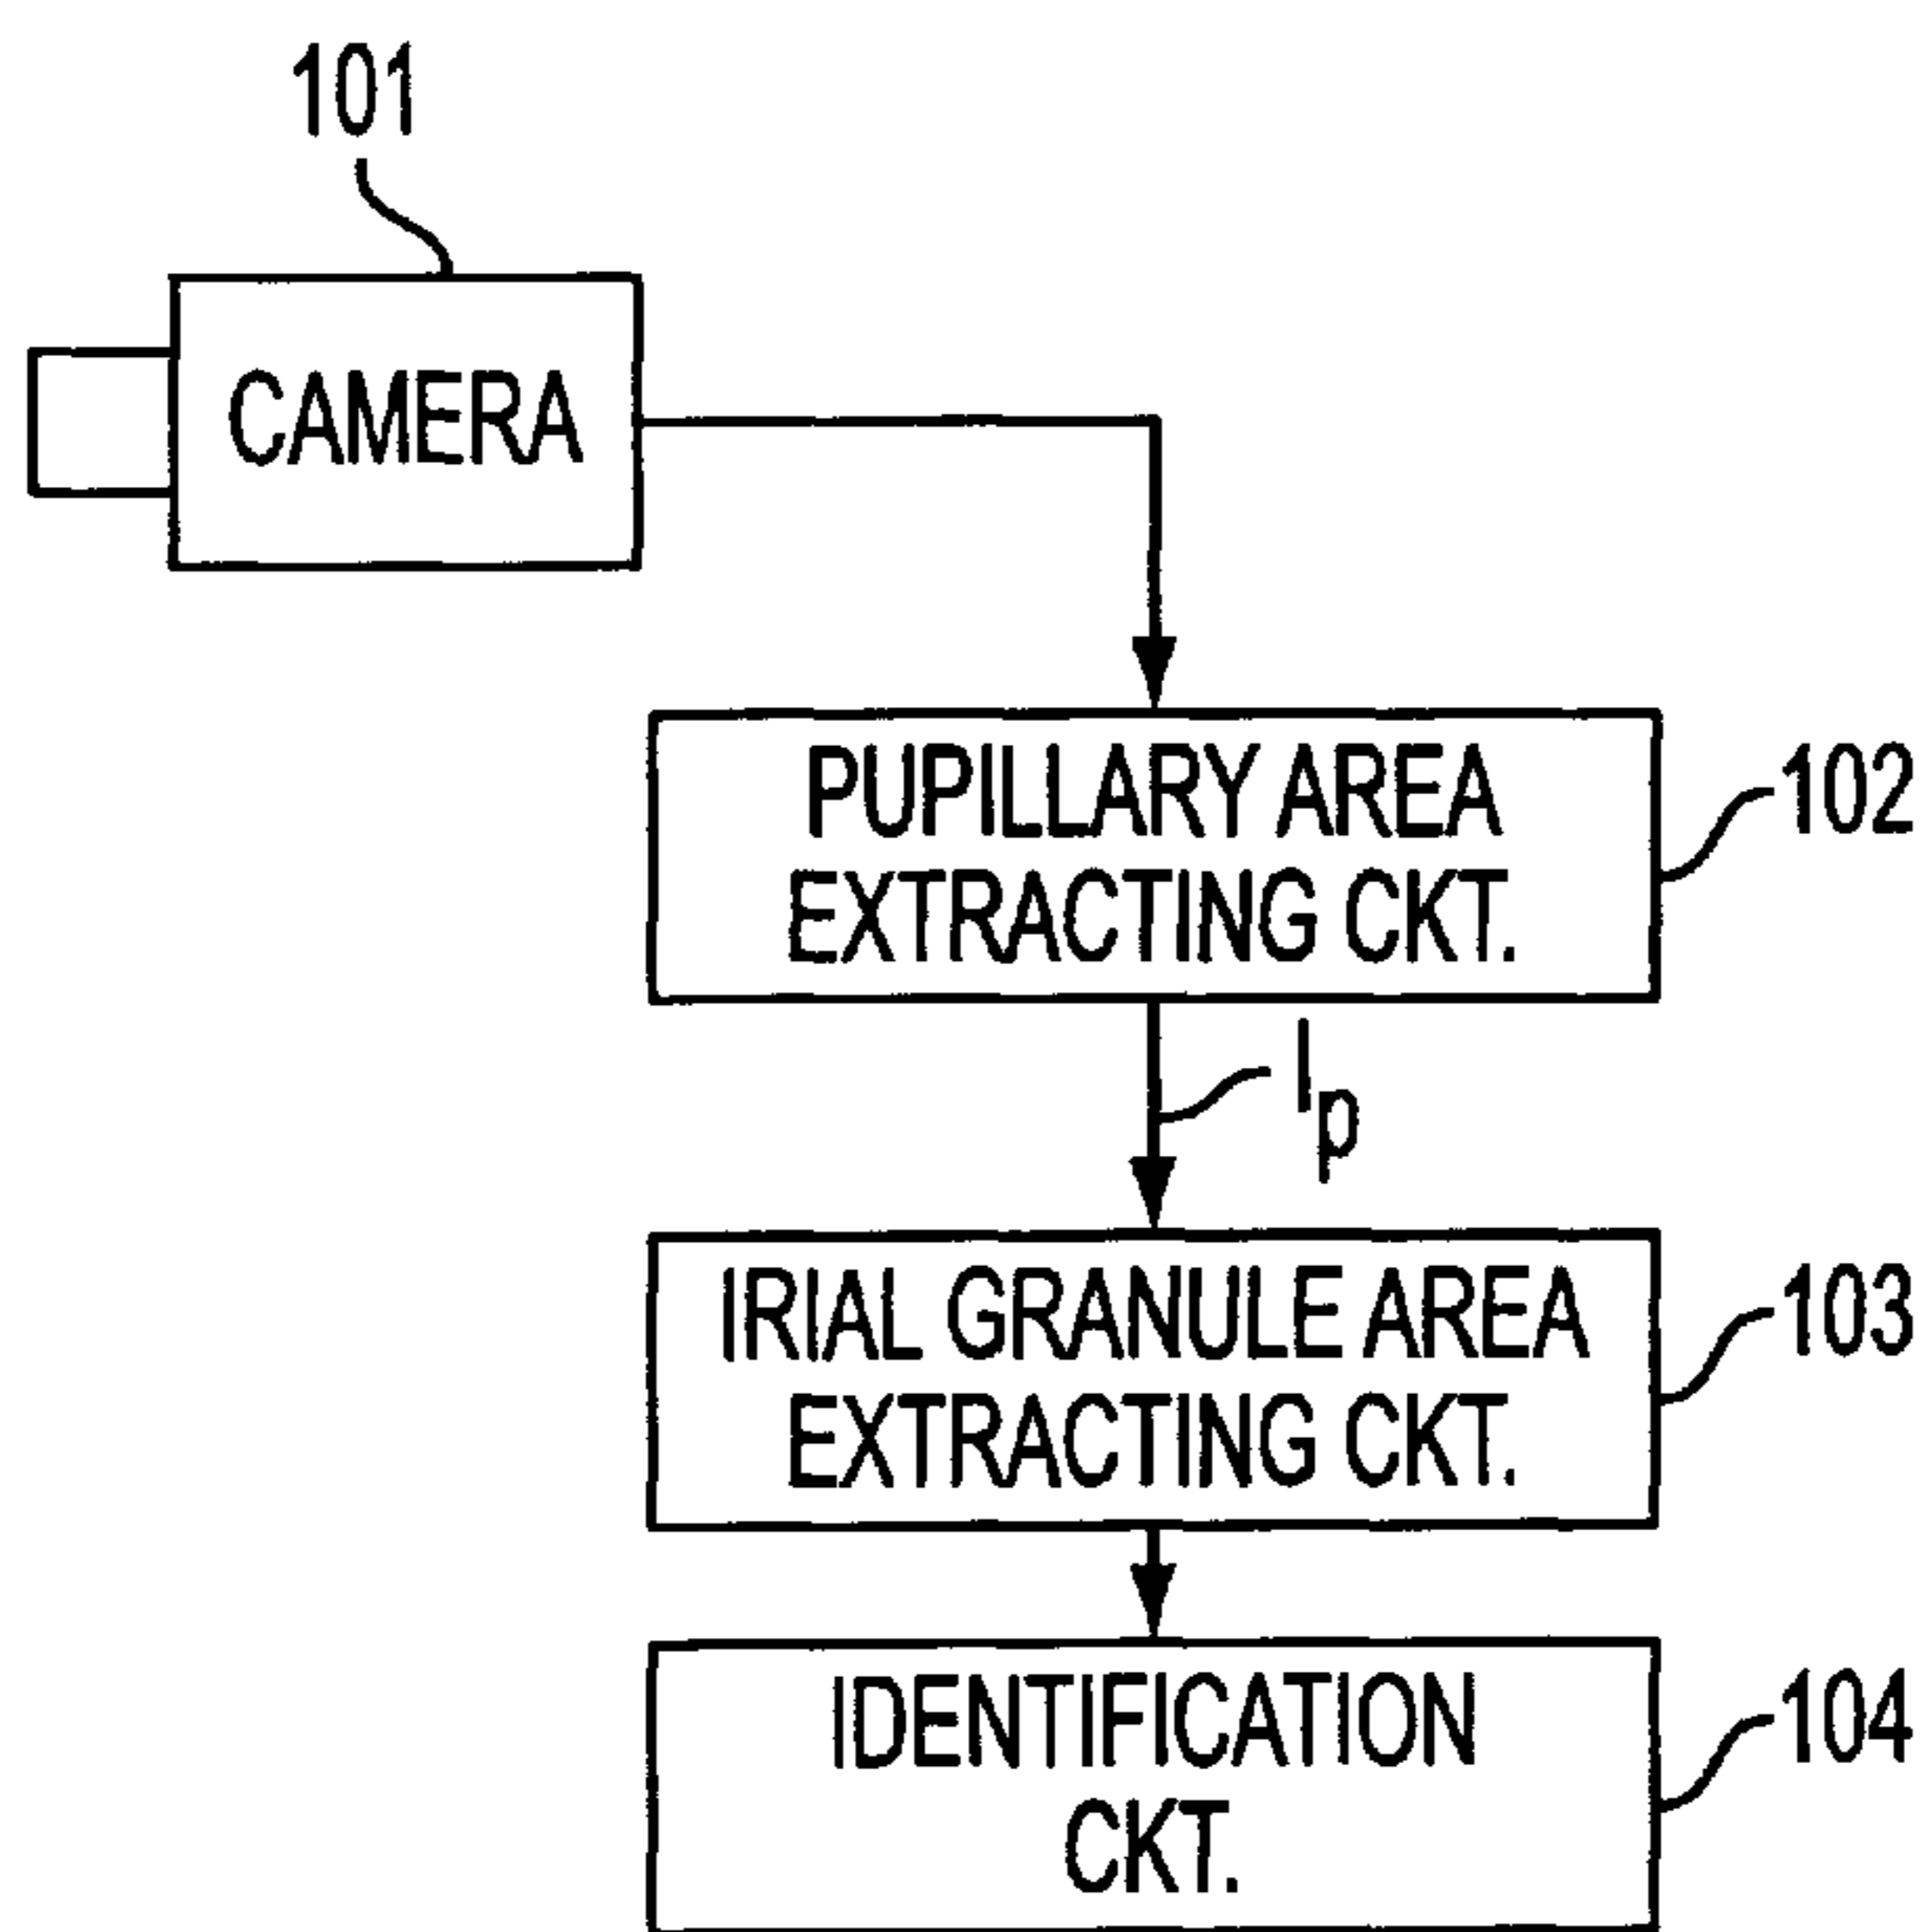 101
CAMERA
PUPILLARY AREA
EXTRACTING CKT.
102
Ip
IRIAL GRANULE AREA
EXTRACTING CKT.
103
IDENTIFICATION
CKT.
104